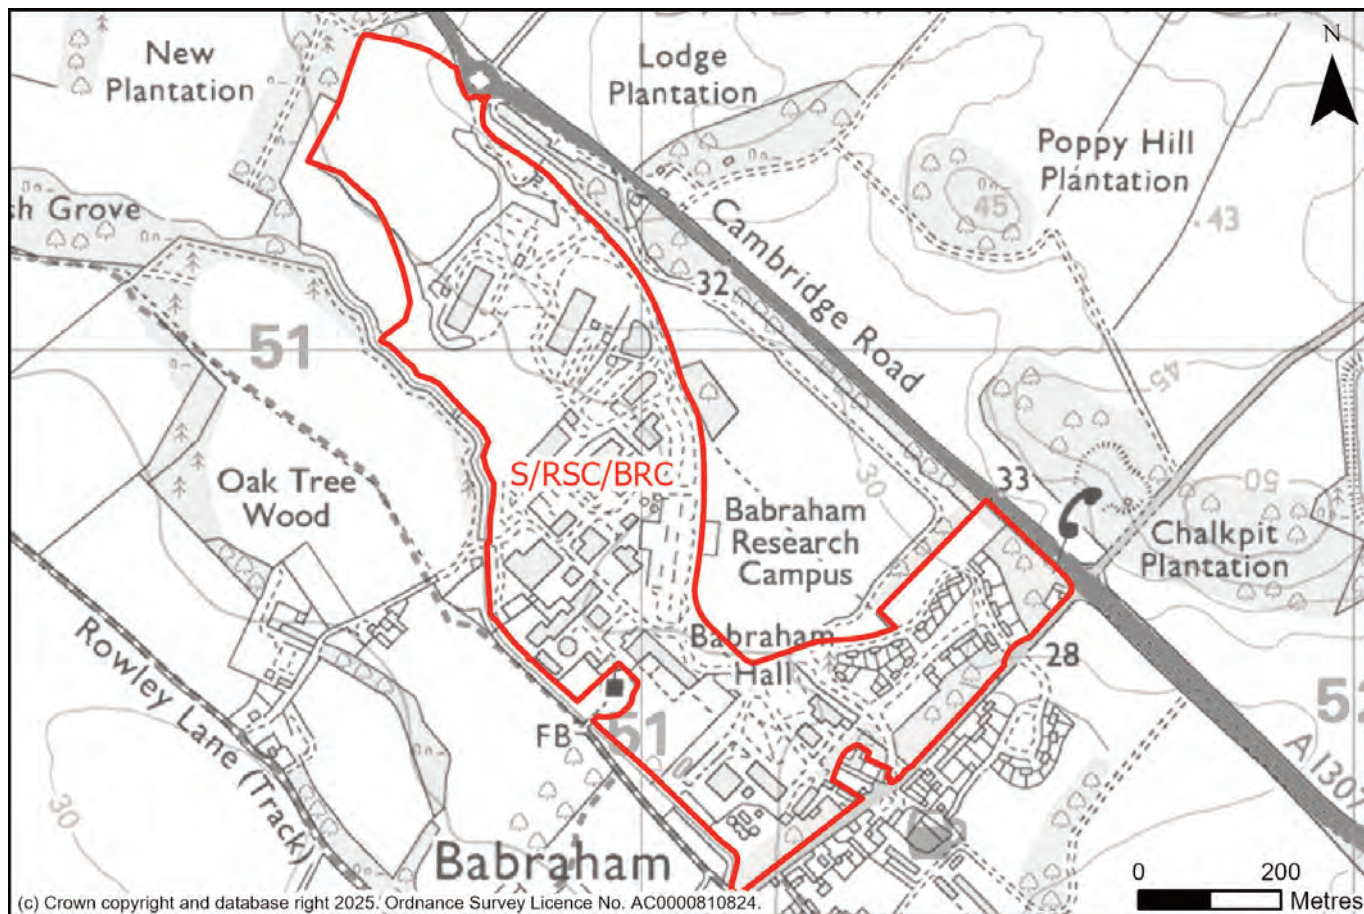 New
Plantation
Lodge
Plantation
N
Poppy Hill
Plantation
45
43
Grove
Cambridge Road
32
51
45
S/RSC/BRC
30
33
50
Oak Tree
Wood
Babraham
Research
Campus
Chalkpit
Plantation
Rowley Lane (Track)
Babraham
Hall
28
FB
51
30
Babraham
0 200
Metres
(c) Crown copyright and database right 2025. Ordnance Survey Licence No. AC0000810824.